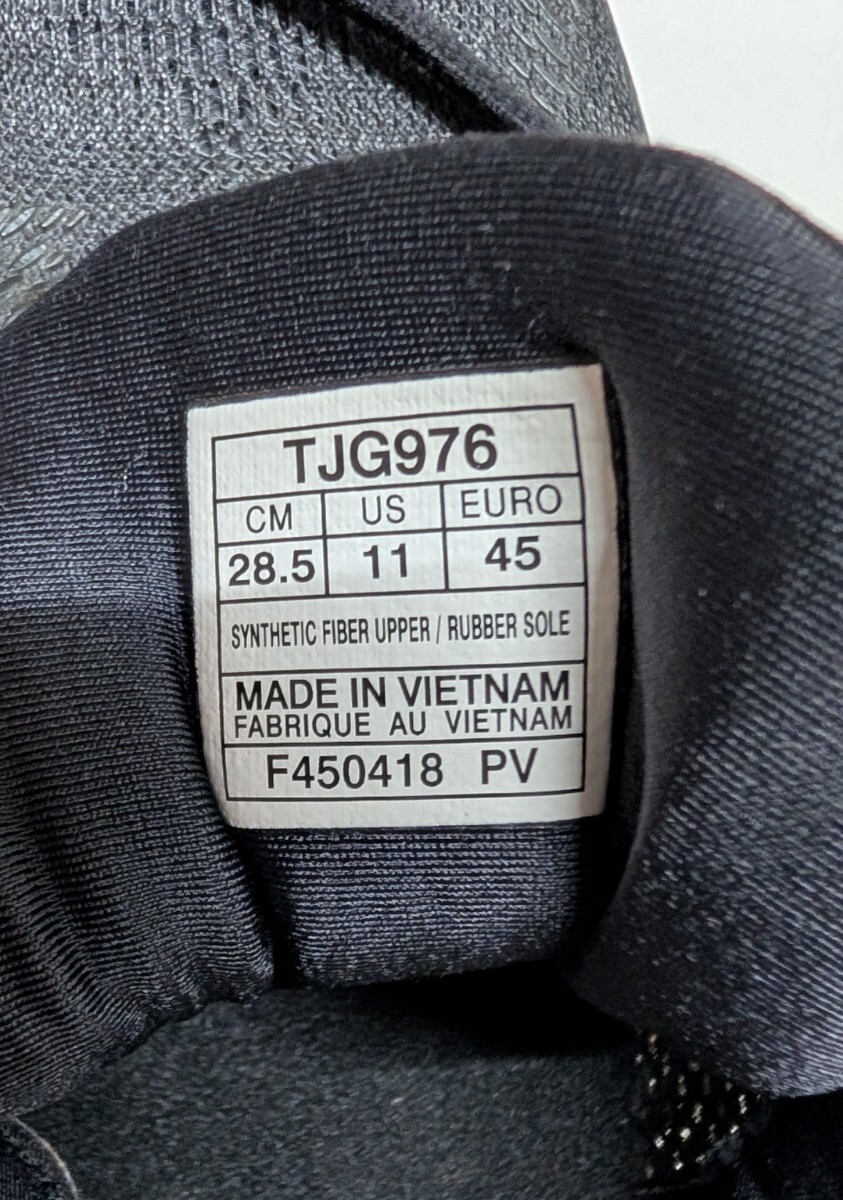 TJG976
CM US EURO
28.5 11 45
SYNTHETIC FIBER UPPER / RUBBER SOLE
MADE IN VIETNAM
FABRIQUE AU VIETNAM
F450418 PV